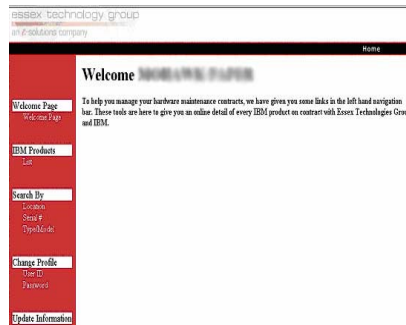 essex technology group
an i-solutions company
Home
Welcome
Welcome Page
Welcome Page
To help you manage your hardware maintenance contracts, we have given you some links in the left hand navigation
bar. These tools are here to give you an online detail of every IBM product on contract with Essex Technologies Grou
and IBM.
IBM Products
List
Search By
Location
Serial #
Type/Model
Change Profile
User ID
Password
Update Information